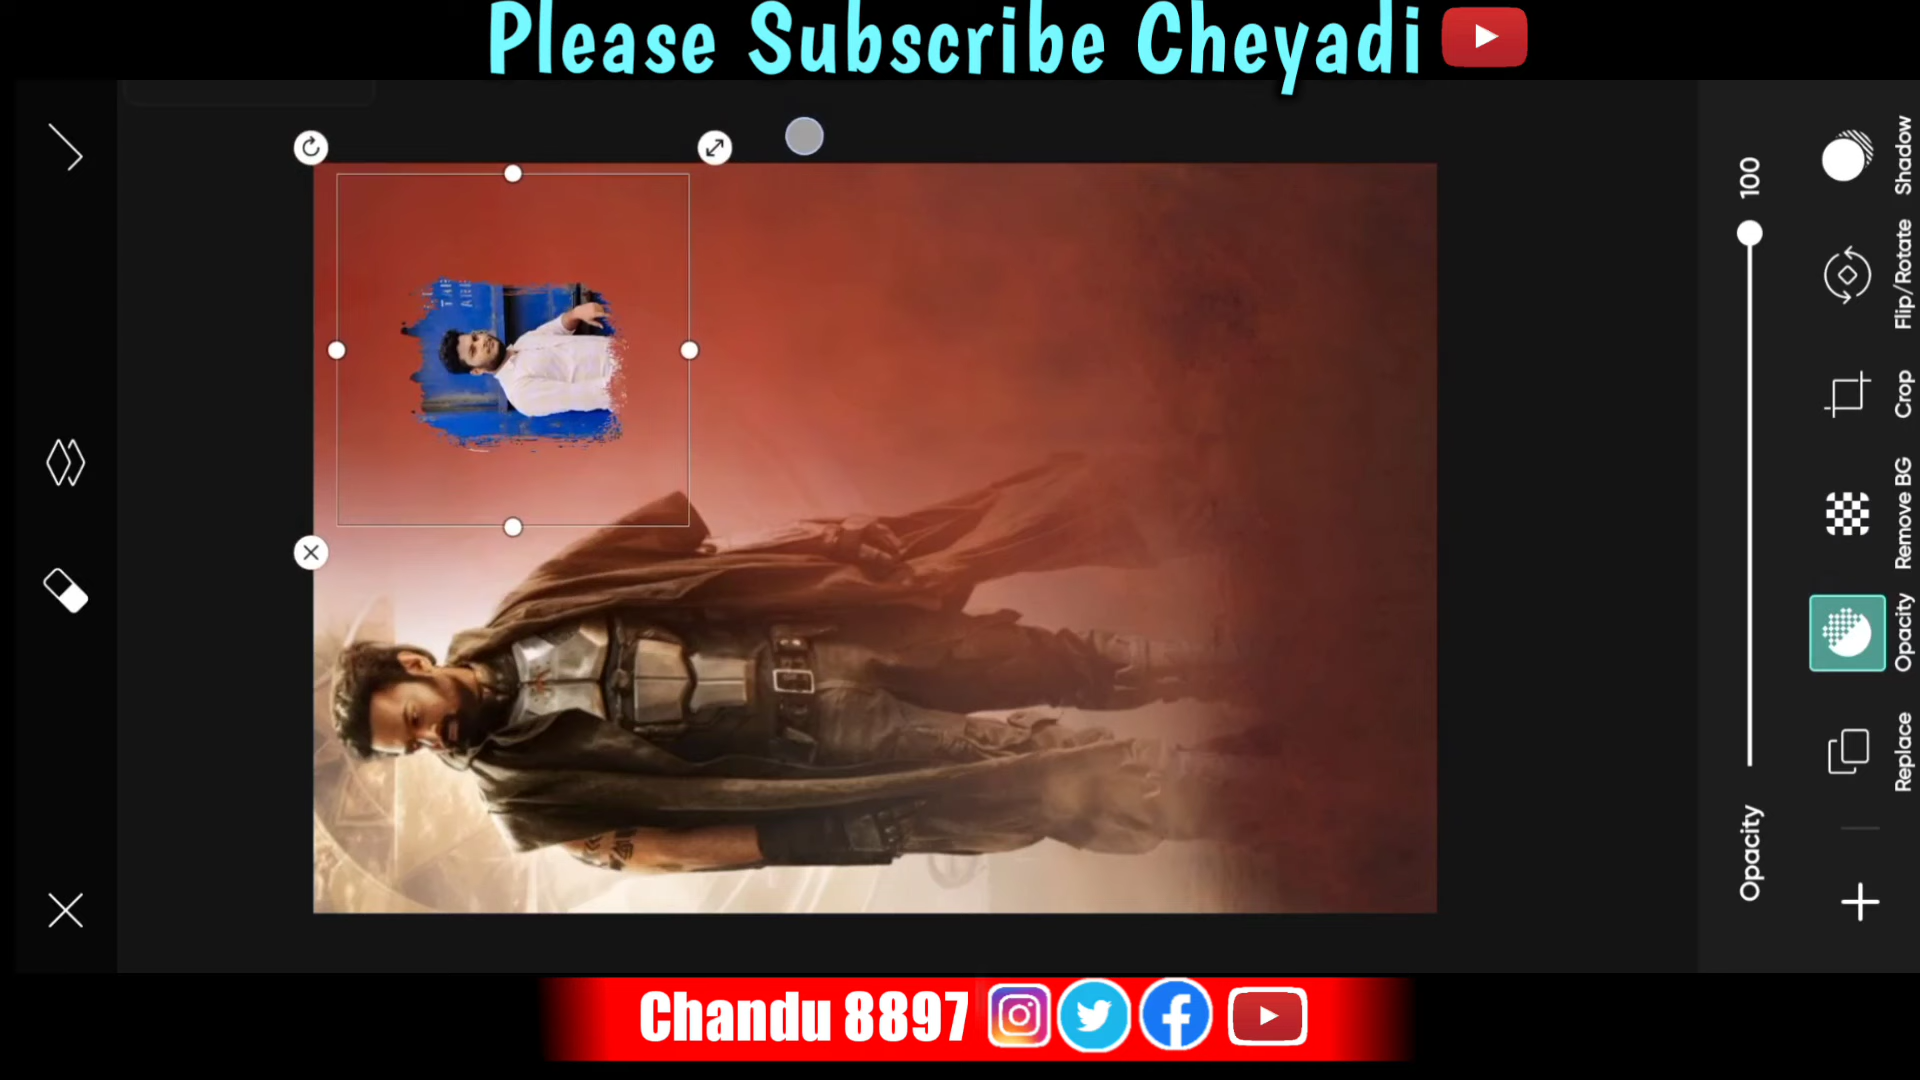 Please Subscribe Cheyadi
100
Shadow
Flip/Rotate
Crop
Remove BG
Opacity
Replace
Opacity
Chandu 8897